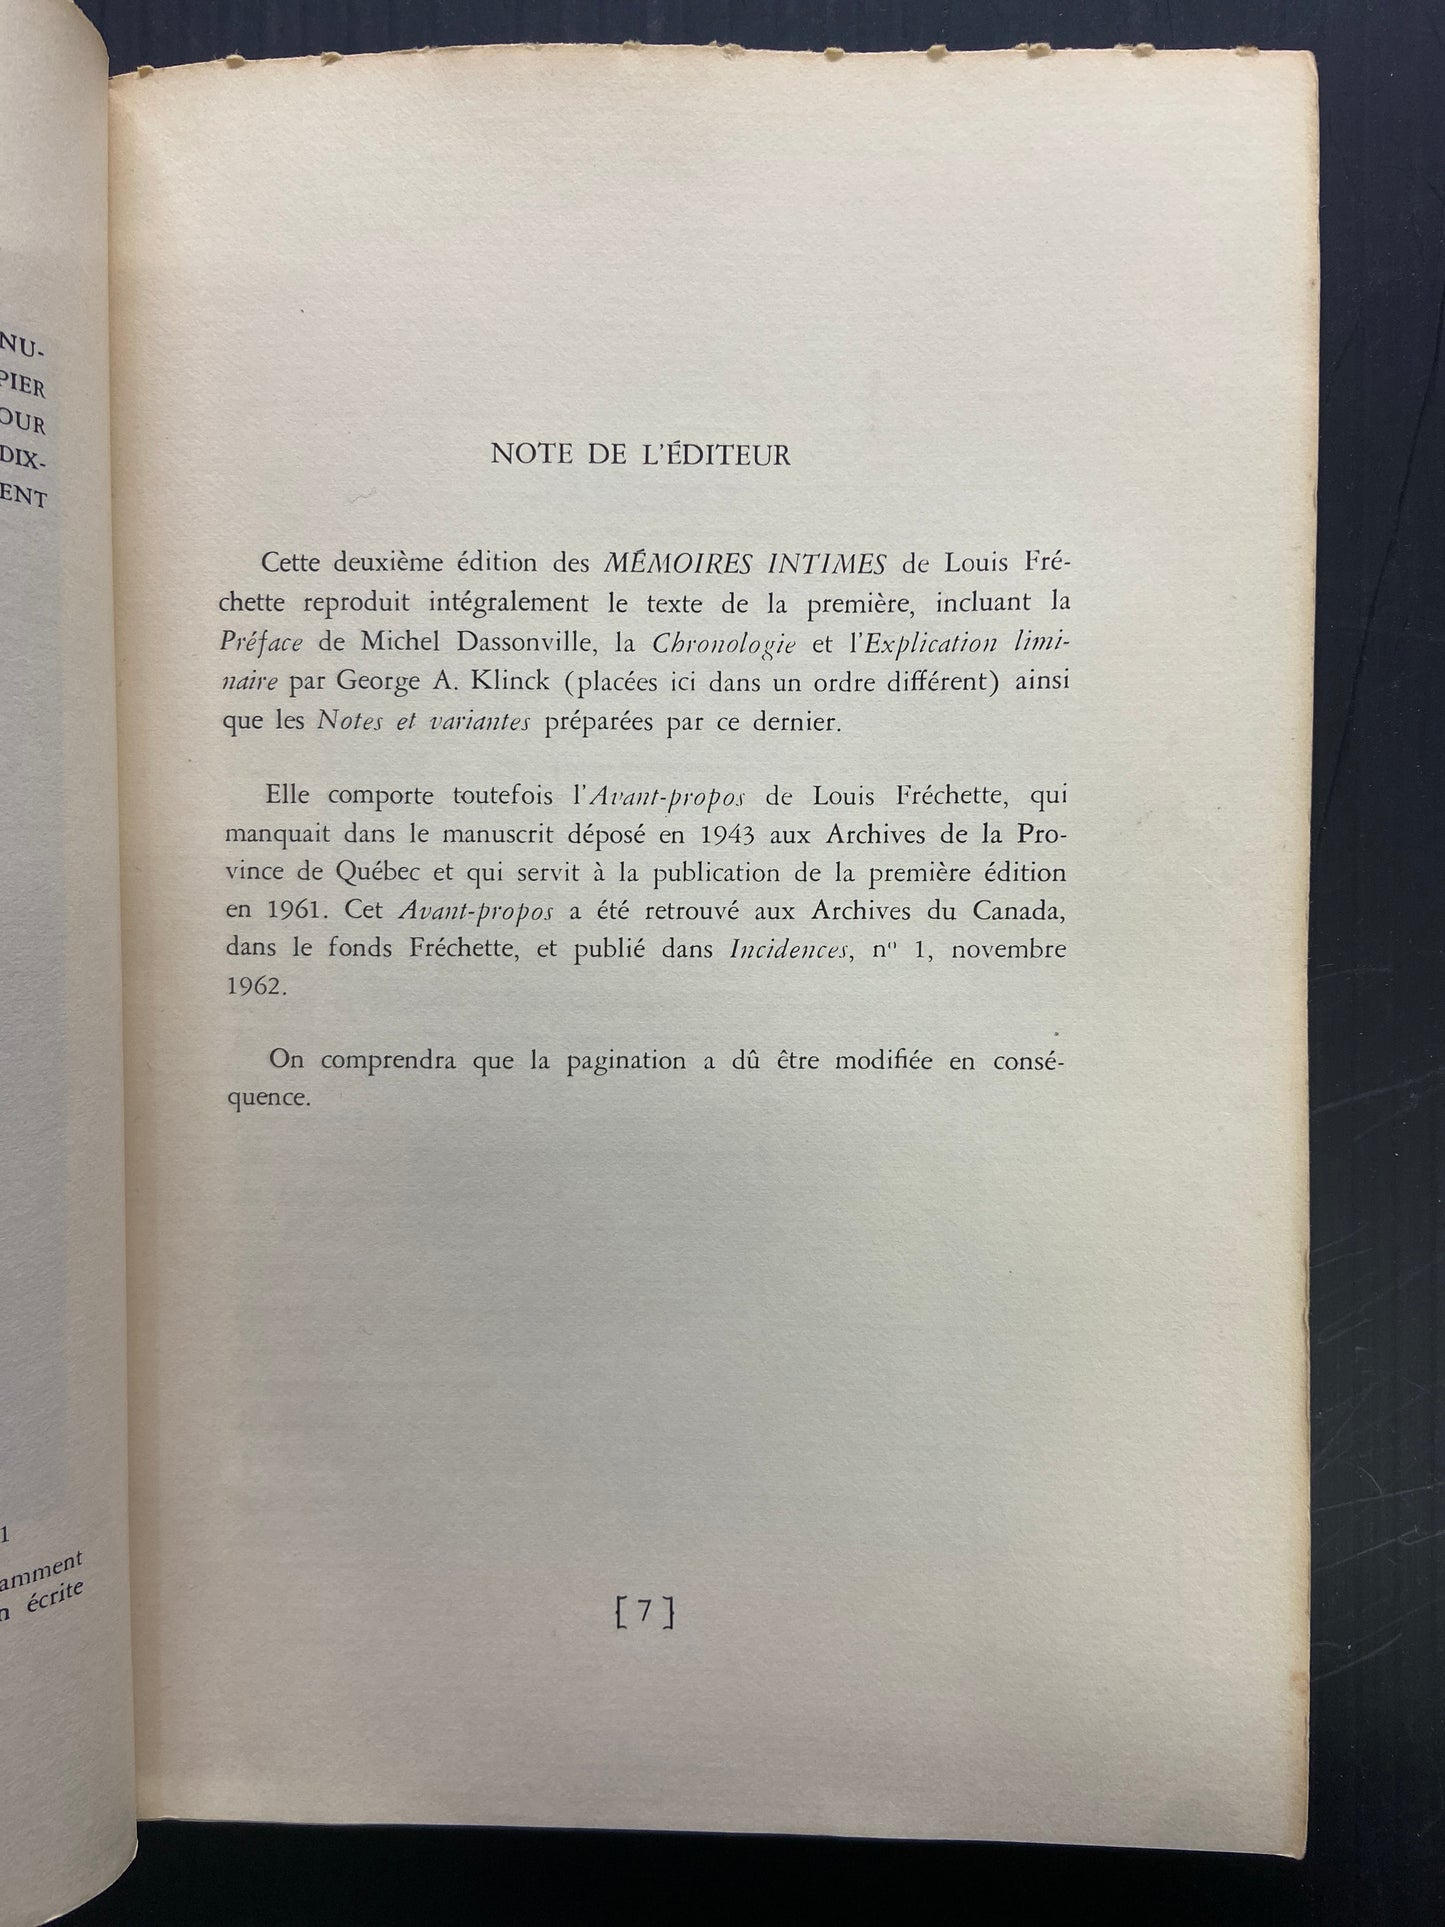 NU-
PIER
OUR
DIX-
ENT
1
amment
n écrite
NOTE DE L'ÉDITEUR
Cette deuxième édition des MÉMOIRES INTIMES de Louis Fré-
chette reproduit intégralement le texte de la première, incluant la
Préface de Michel Dassonville, la Chronologie et l'Explication limi-
naire par George A. Klinck (placées ici dans un ordre différent) ainsi
que les Notes et variantes préparées par ce dernier.
Elle comporte toutefois l'Avant-propos de Louis Fréchette, qui
manquait dans le manuscrit déposé en 1943 aux Archives de la Pro-
vince de Québec et qui servit à la publication de la première édition
en 1961. Cet Avant-propos a été retrouvé aux Archives du Canada,
dans le fonds Fréchette, et publié dans Incidences, nº 1, novembre
1962.
On comprendra que la pagination a dû être modifiée en consé-
quence.
[ 7 ]